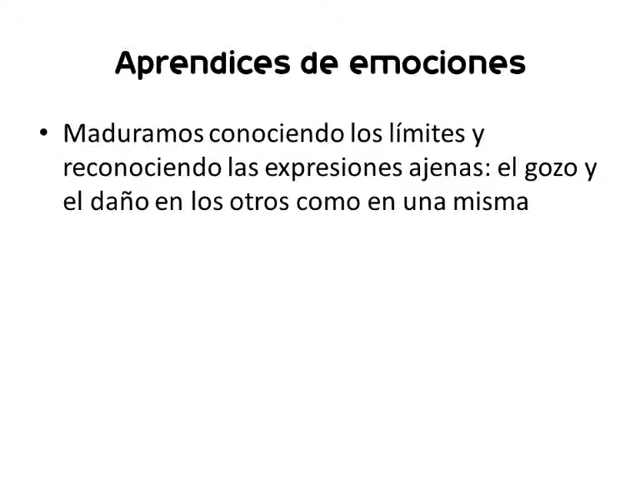 Aprendices de emociones
• Maduramos conociendo los límites y
reconociendo las expresiones ajenas: el gozo y
el daño en los otros como en una misma